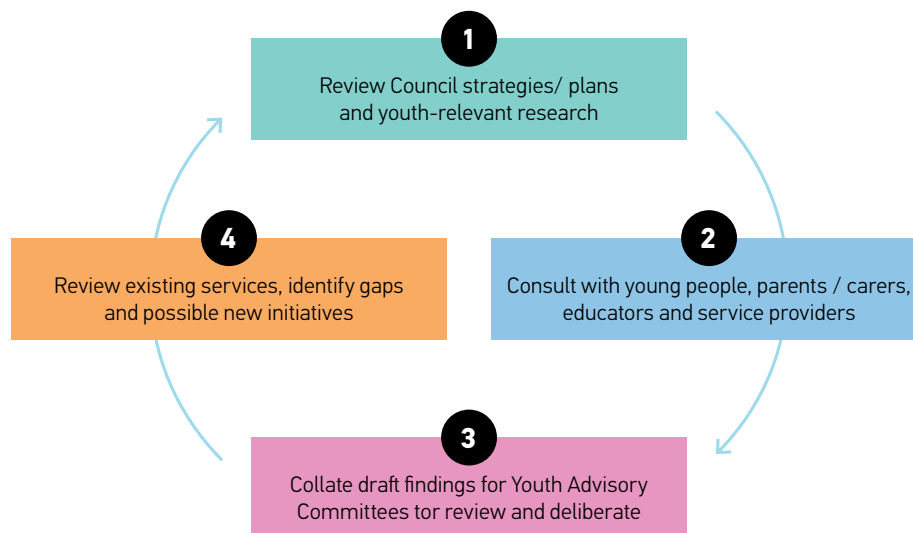 1
Review Council strategies/ plans
and youth-relevant research
2
Consult with young people, parents / carers,
educators and service providers
3
Collate draft findings for Youth Advisory
Committees tor review and deliberate
4
Review existing services, identify gaps
and possible new initiatives